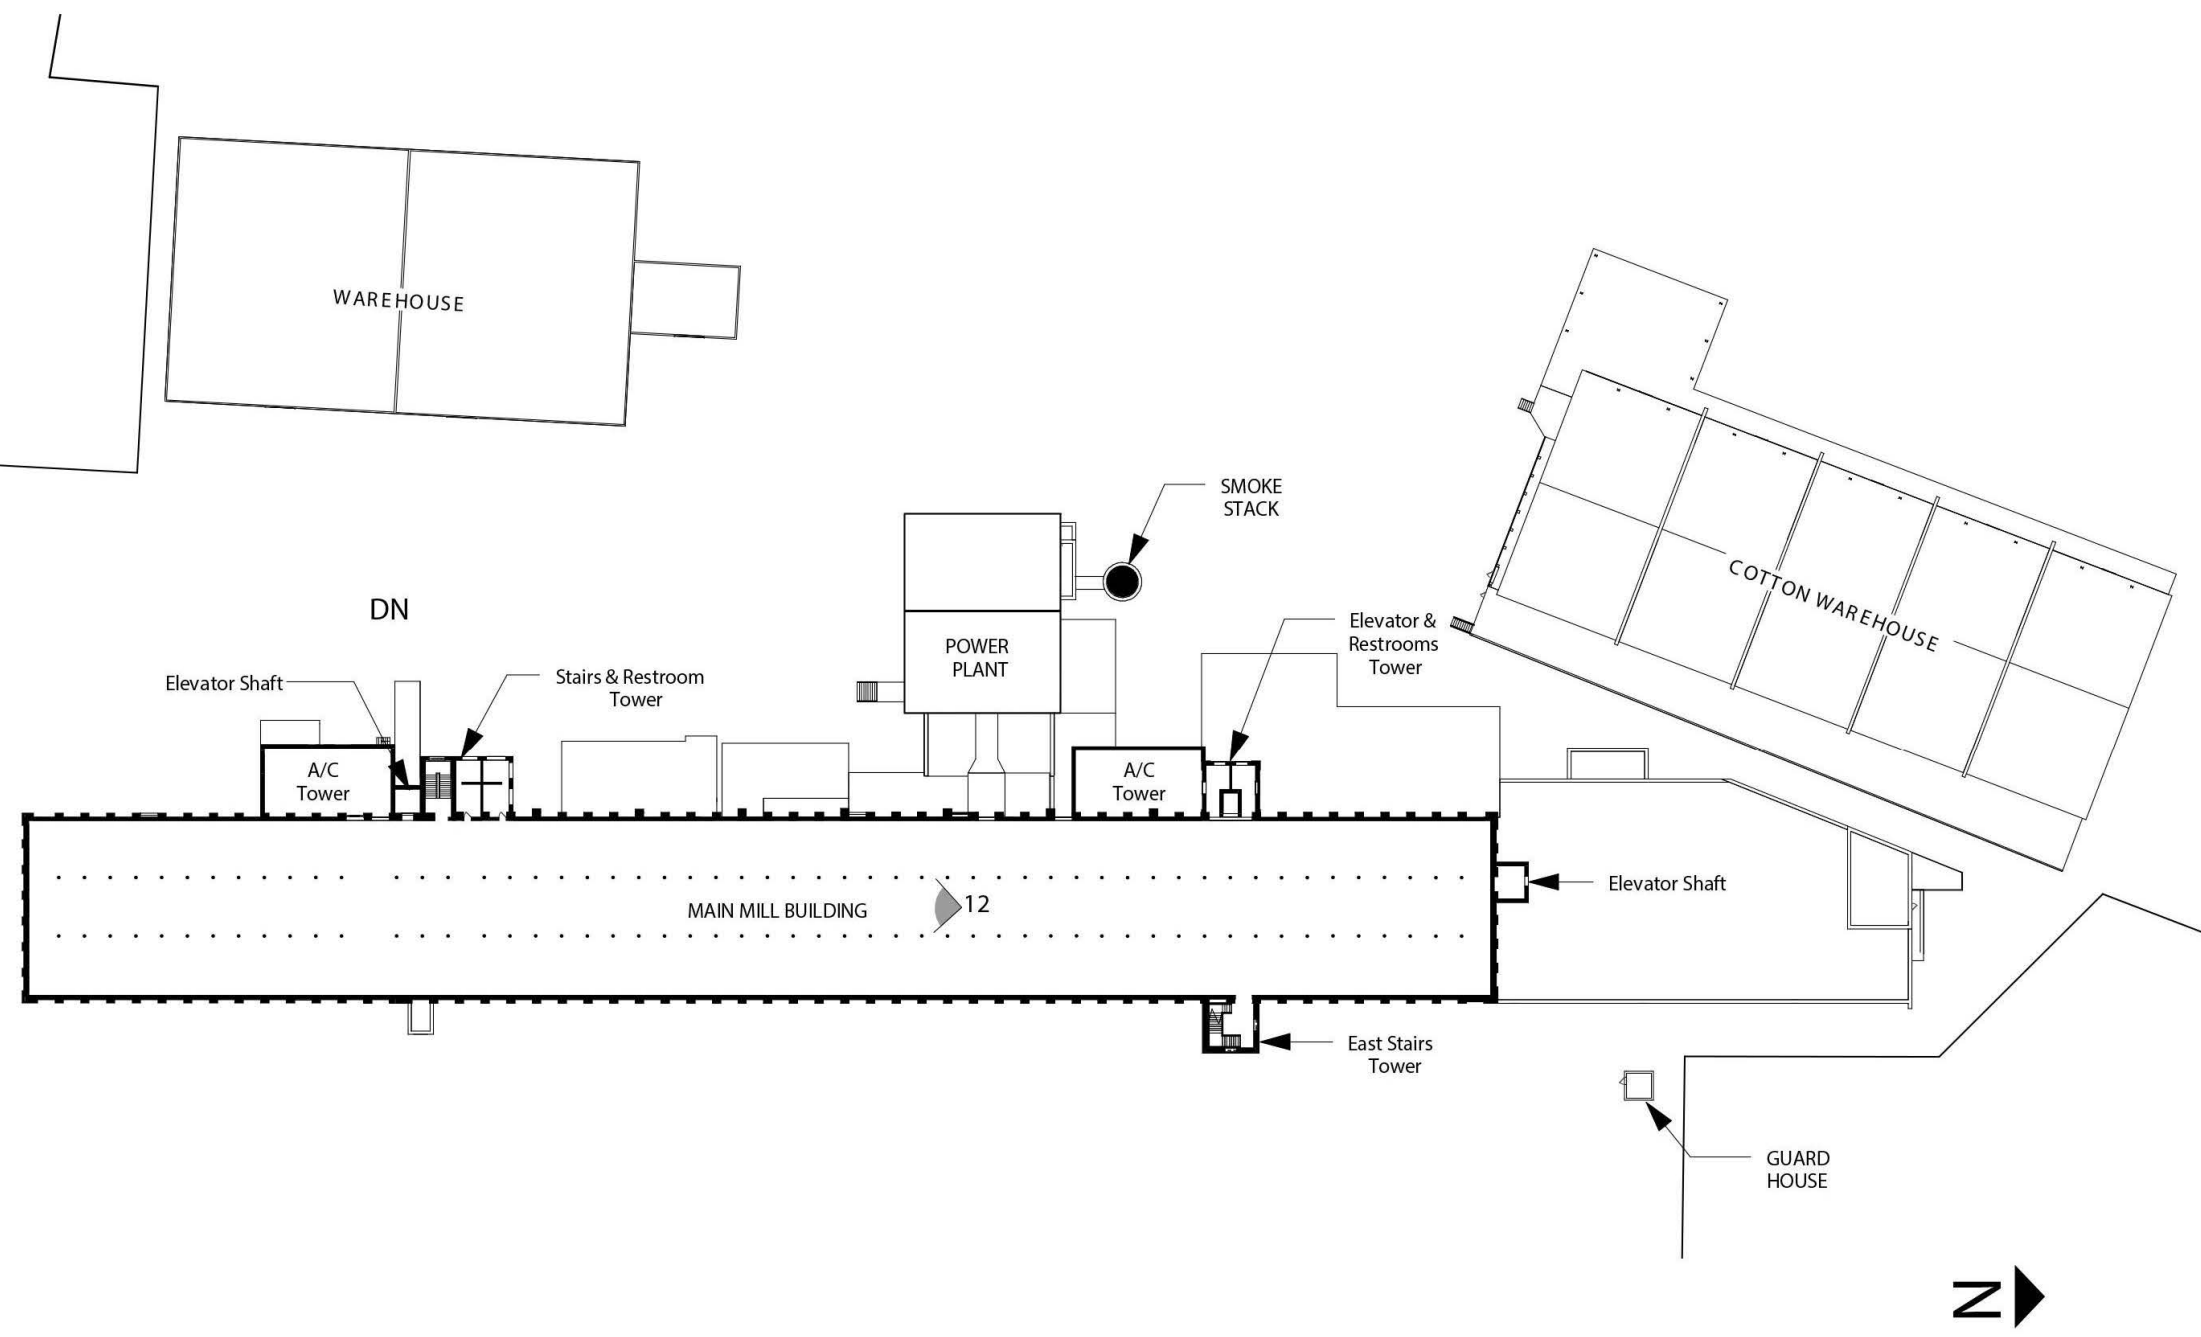 WAREHOUSE
SMOKE
STACK
COTTON WAREHOUSE
DN
POWER
PLANT
Elevator &
Restrooms
Tower
Elevator Shaft
Stairs & Restroom
Tower
A/C
Tower
A/C
Tower
MAIN MILL BUILDING
12
Elevator Shaft
East Stairs
Tower
GUARD
HOUSE
N